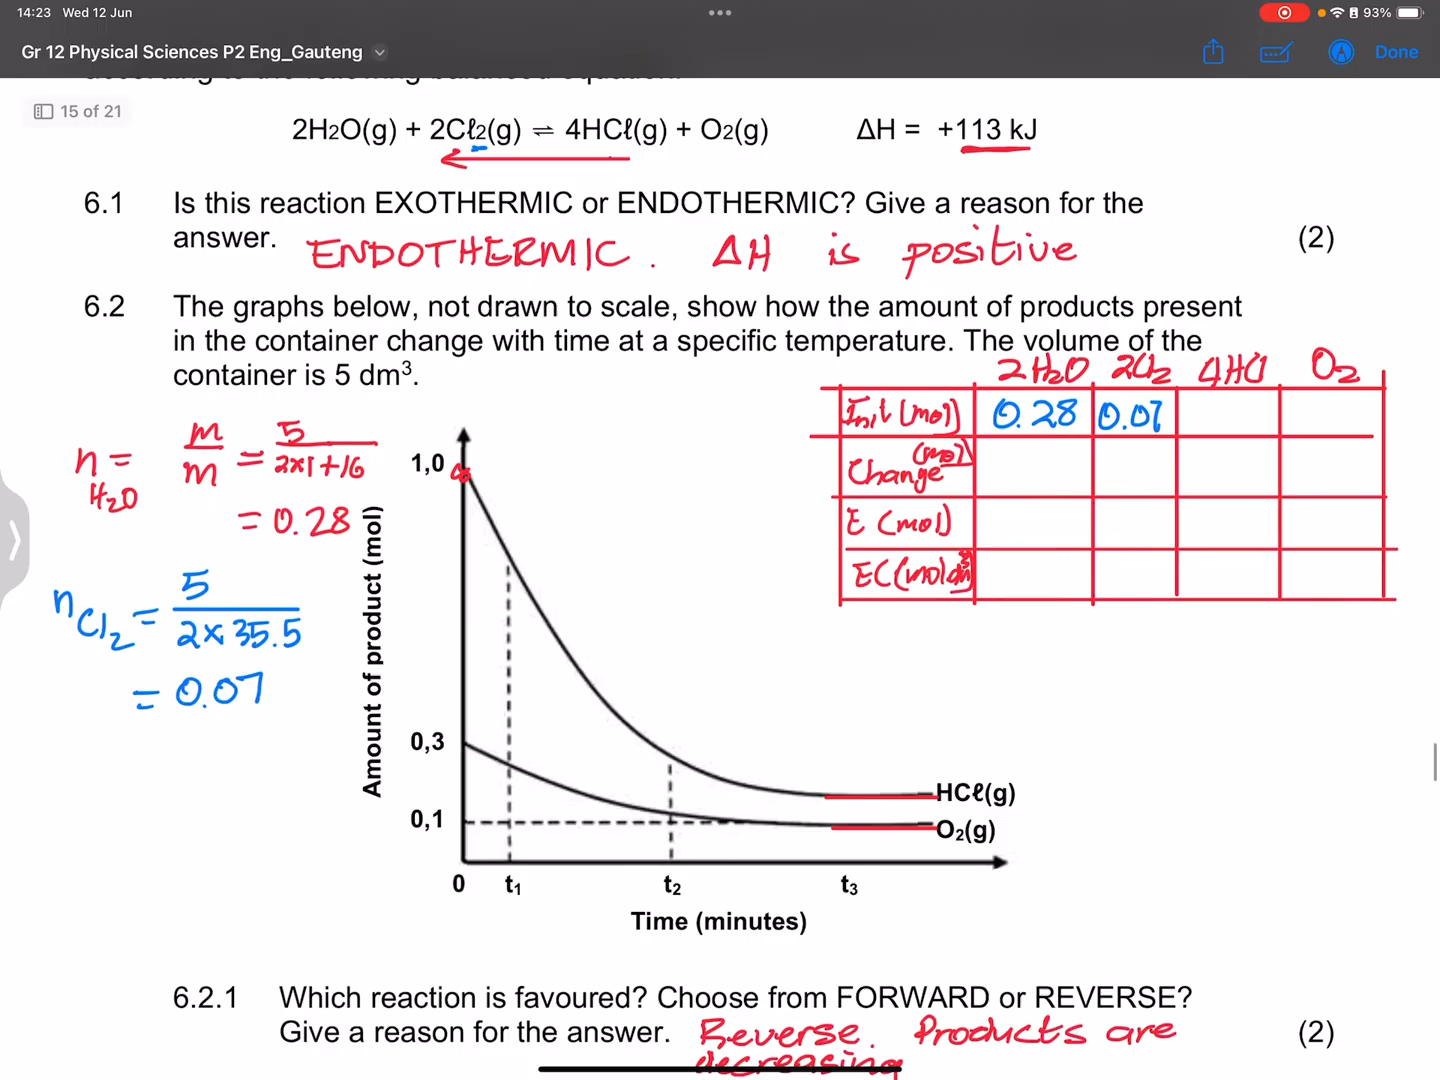 14:23 Wed 12 Jun
93%
Gr 12 Physical Sciences P2 Eng_Gauteng
Done
15 of 21
2H₂O(g) + 2Cℓ₂(g) ⇌ 4HCℓ(g) + O₂(g) ΔH = +113 kJ
6.1 Is this reaction EXOTHERMIC or ENDOTHERMIC? Give a reason for the
answer. ENDOTHERMIC. ΔH is positive (2)
6.2 The graphs below, not drawn to scale, show how the amount of products present
in the container change with time at a specific temperature. The volume of the
container is 5 dm³.
2H₂O 2Cl₂ 4HCl O₂
Init (mol) 0.28 0.07
Change (mol)
E (mol)
EC (mol dm³)
n H₂O = m/m = 5/2x1+16
= 0.28
nCl₂ = 5/2x35.5
= 0.07
Amount of product (mol)
1,0
0,3
0,1
HCℓ(g)
O₂(g)
0 t₁ t₂ t₃
Time (minutes)
6.2.1 Which reaction is favoured? Choose from FORWARD or REVERSE?
Give a reason for the answer. Reverse. Products are (2)
decreasing